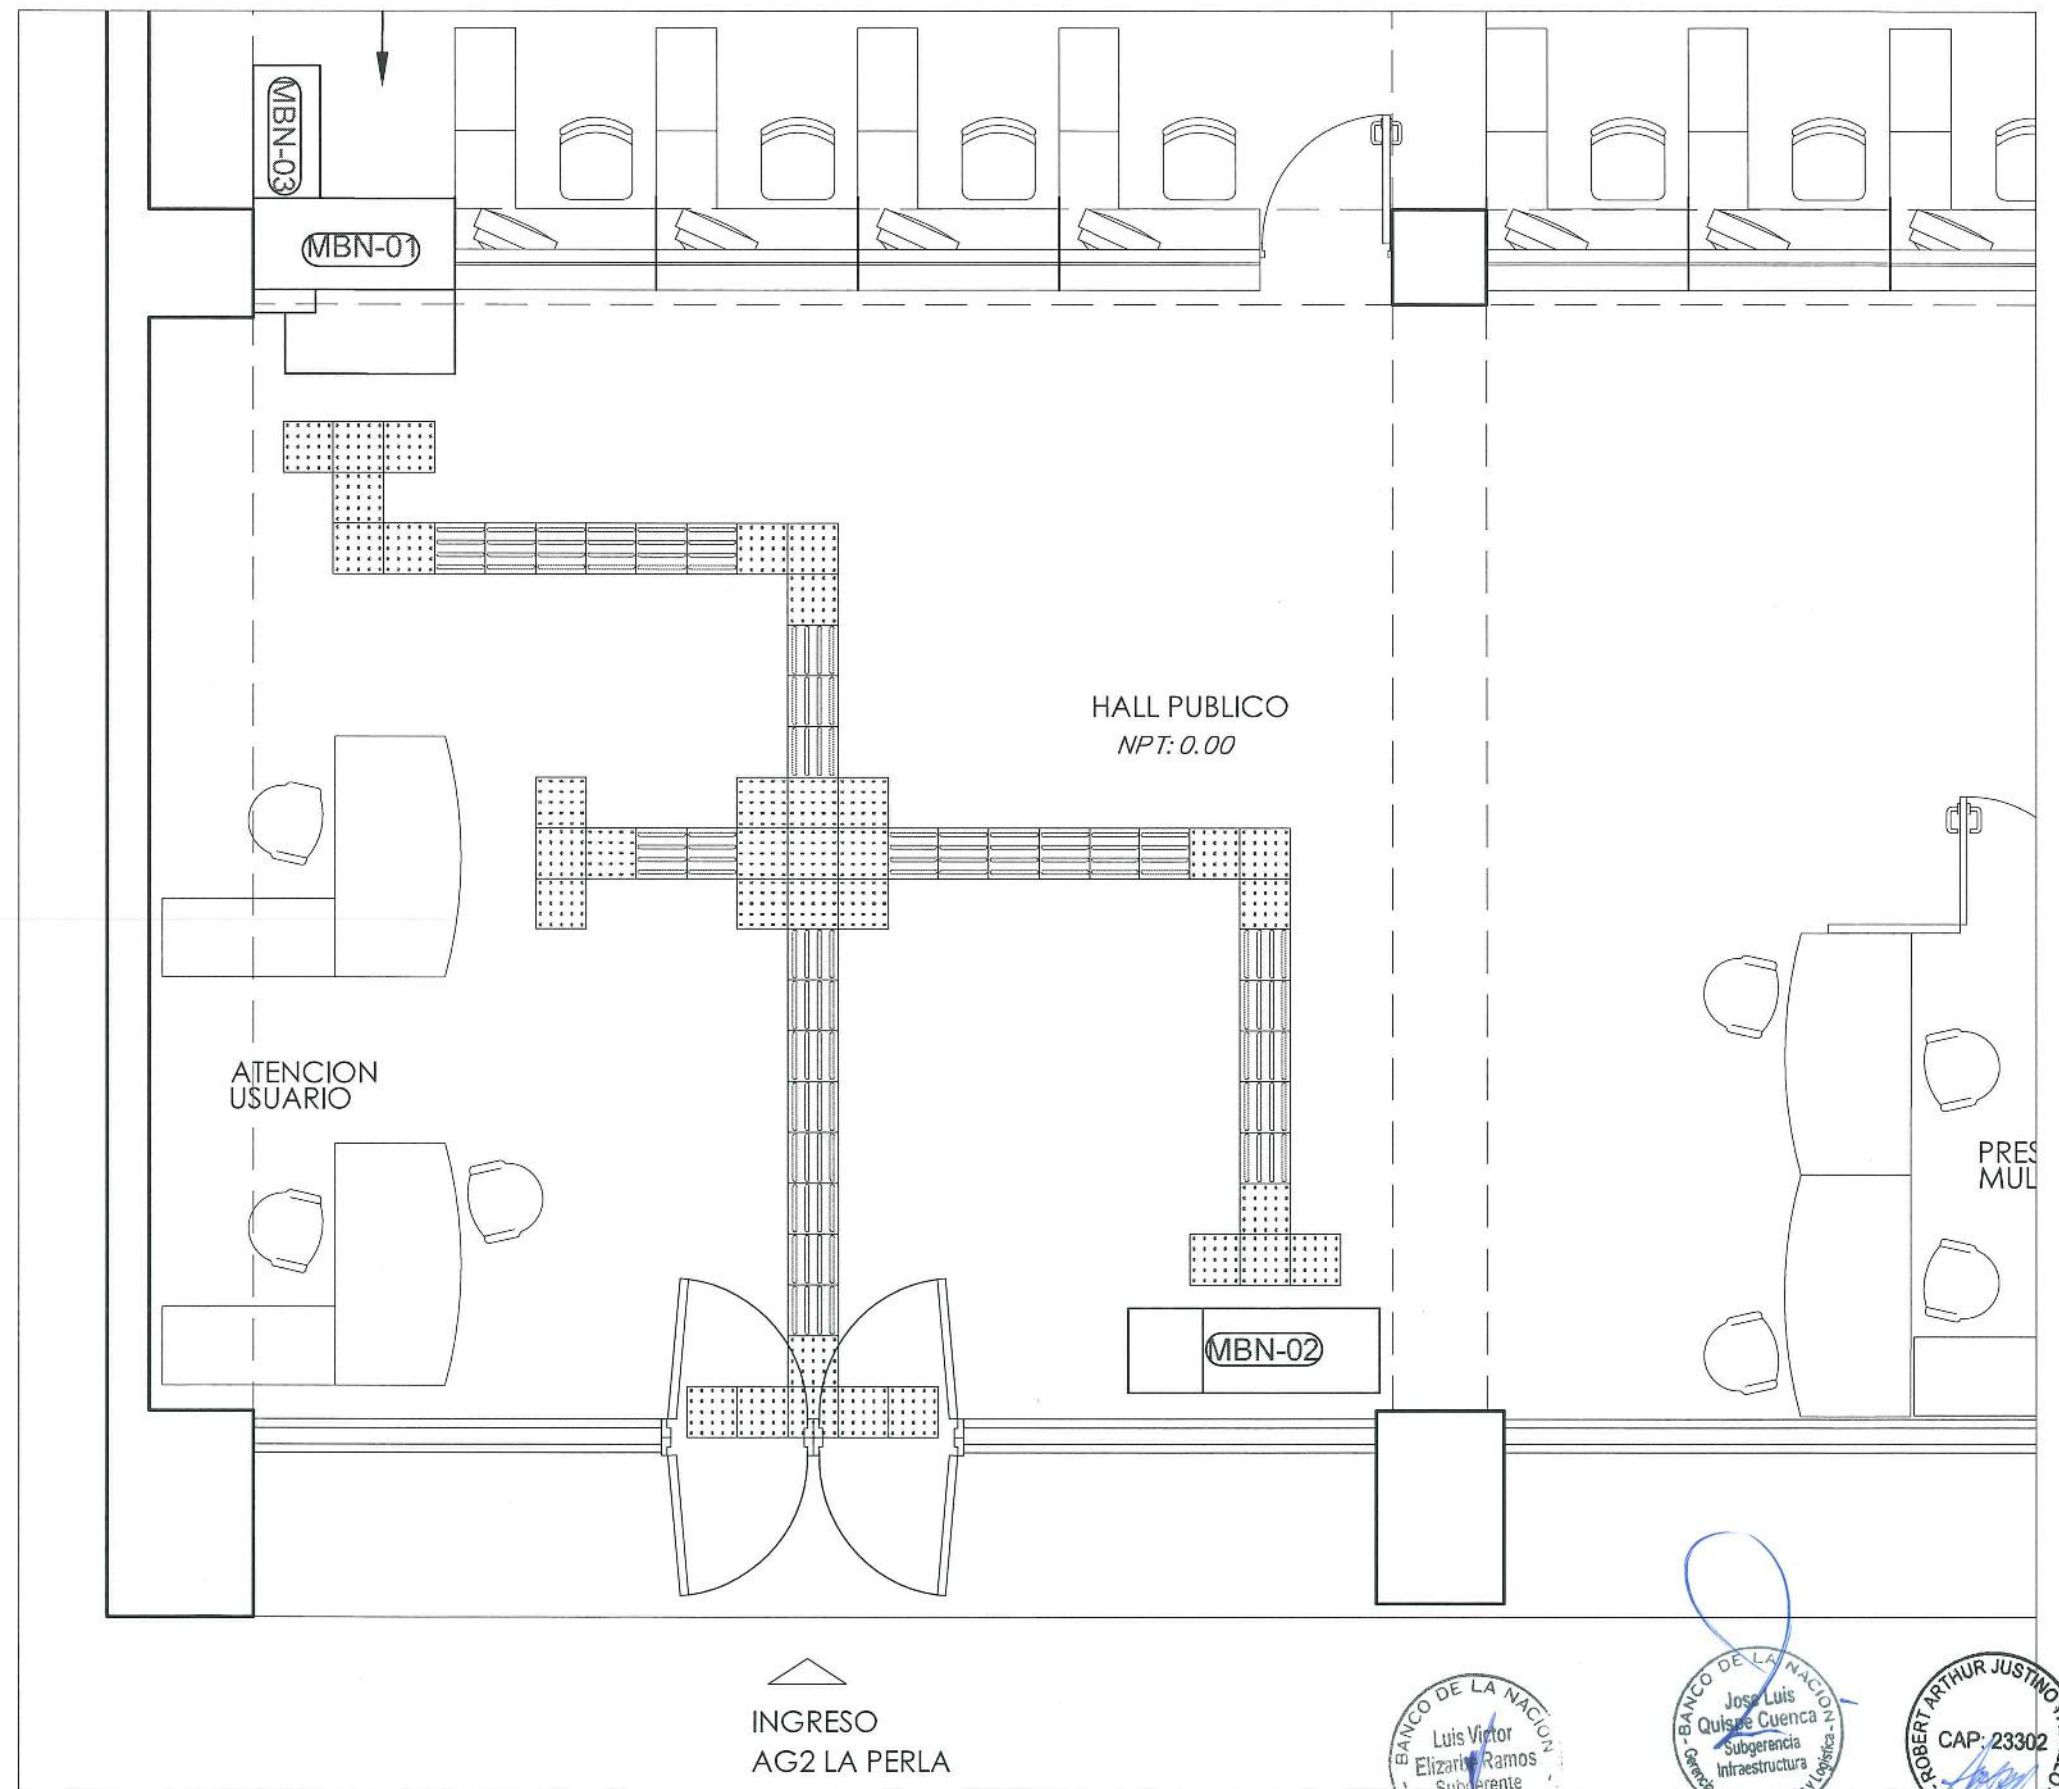 MBN-03
MBN-01
HALL PUBLICO
NPT: 0.00
ATENCION
USUARIO
PRES
MUL
MBN-02
INGRESO
AG2 LA PERLA
BANCO DE LA NACION
Luis Victor
Ramos
BANCO DE LA NACION
Jose Luis
Quispe Cuenca
Subgerencia
Infraestructura
y Logística
ROBERT ARTHUR JUSTINO
CAP: 23302